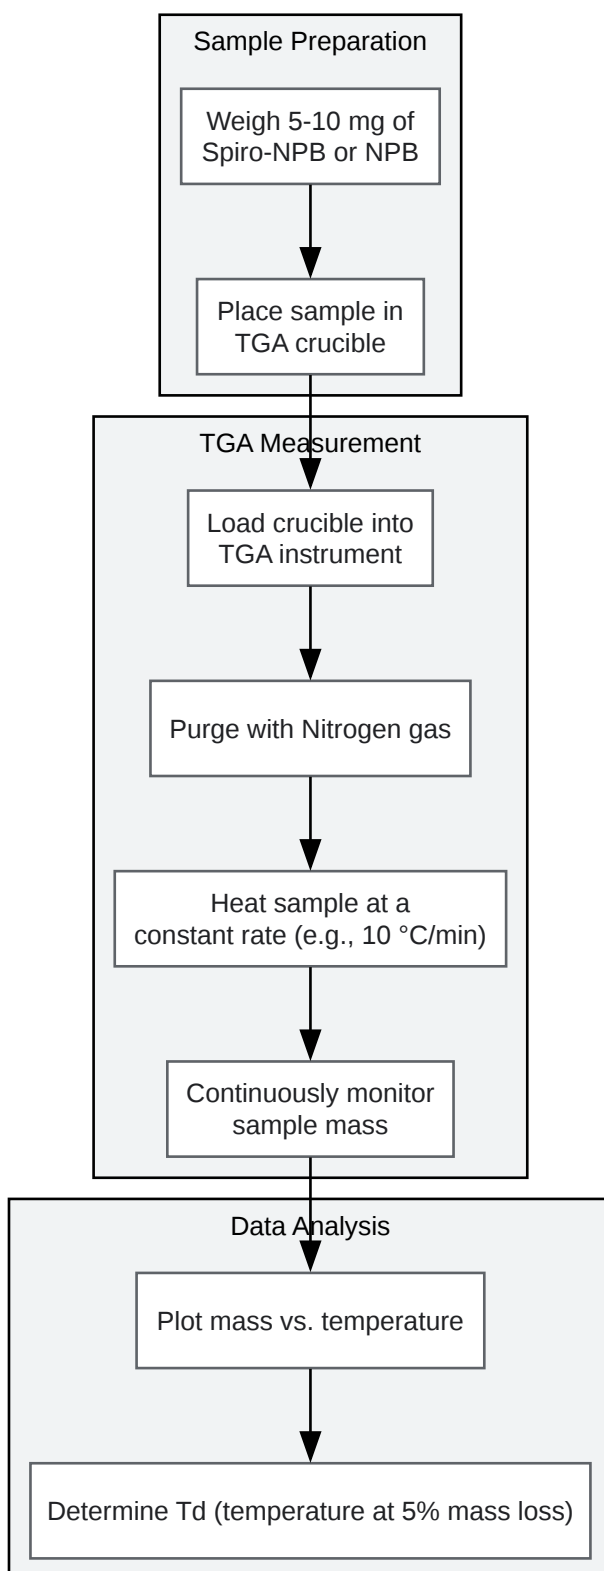 Sample Preparation
Weigh 5-10 mg of
Spiro-NPB or NPB
Place sample in
TGA crucible
TGA Measurement
Load crucible into
TGA instrument
Purge with Nitrogen gas
Heat sample at a
constant rate (e.g., 10 °C/min)
Continuously monitor
sample mass
Data Analysis
Plot mass vs. temperature
Determine Td (temperature at 5% mass loss)